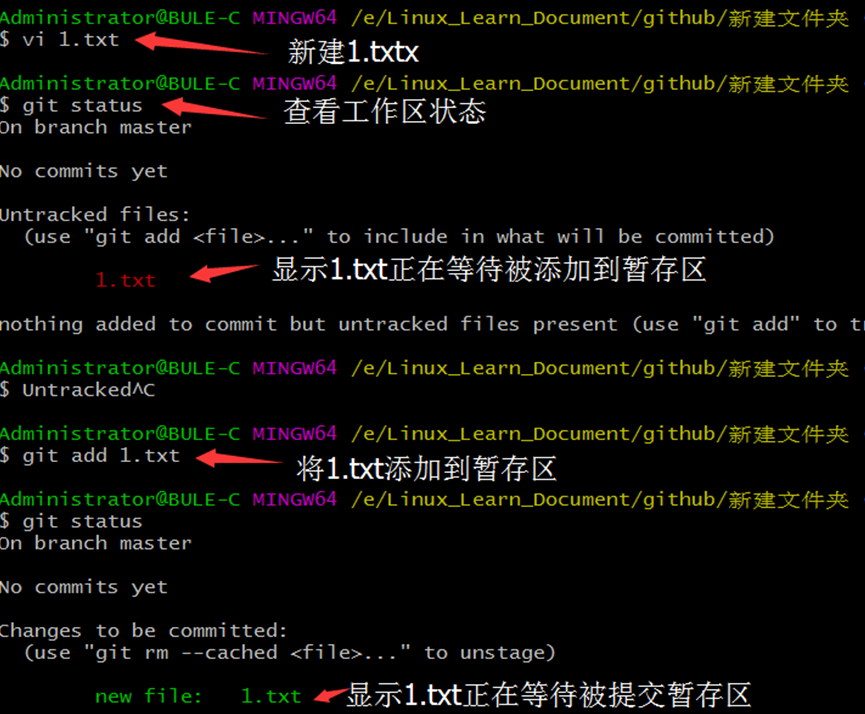 Administrator@BULE-C MINGW64 /e/Linux_Learn_Document/github/新建文件夹
$ vi 1.txt
新建1.txtx
Administrator@BULE-C MINGW64 /e/Linux_Learn_Document/github/新建文件夹
$ git status
查看工作区状态
On branch master
No commits yet
Untracked files:
(use "git add <file>..." to include in what will be committed)
1.txt
显示1.txt正在等待被添加到暂存区
nothing added to commit but untracked files present (use "git add" to
Administrator@BULE-C MINGW64 /e/Linux_Learn_Document/github/新建文件夹
$ Untracked^C
Administrator@BULE-C MINGW64 /e/Linux_Learn_Document/github/新建文件夹
$ git add 1.txt
将1.txt添加到暂存区
Administrator@BULE-C MINGW64 /e/Linux_Learn_Document/github/新建文件夹
$ git status
On branch master
No commits yet
Changes to be committed:
(use "git rm --cached <file>..." to unstage)
new file: 1.txt
显示1.txt正在等待被提交暂存区